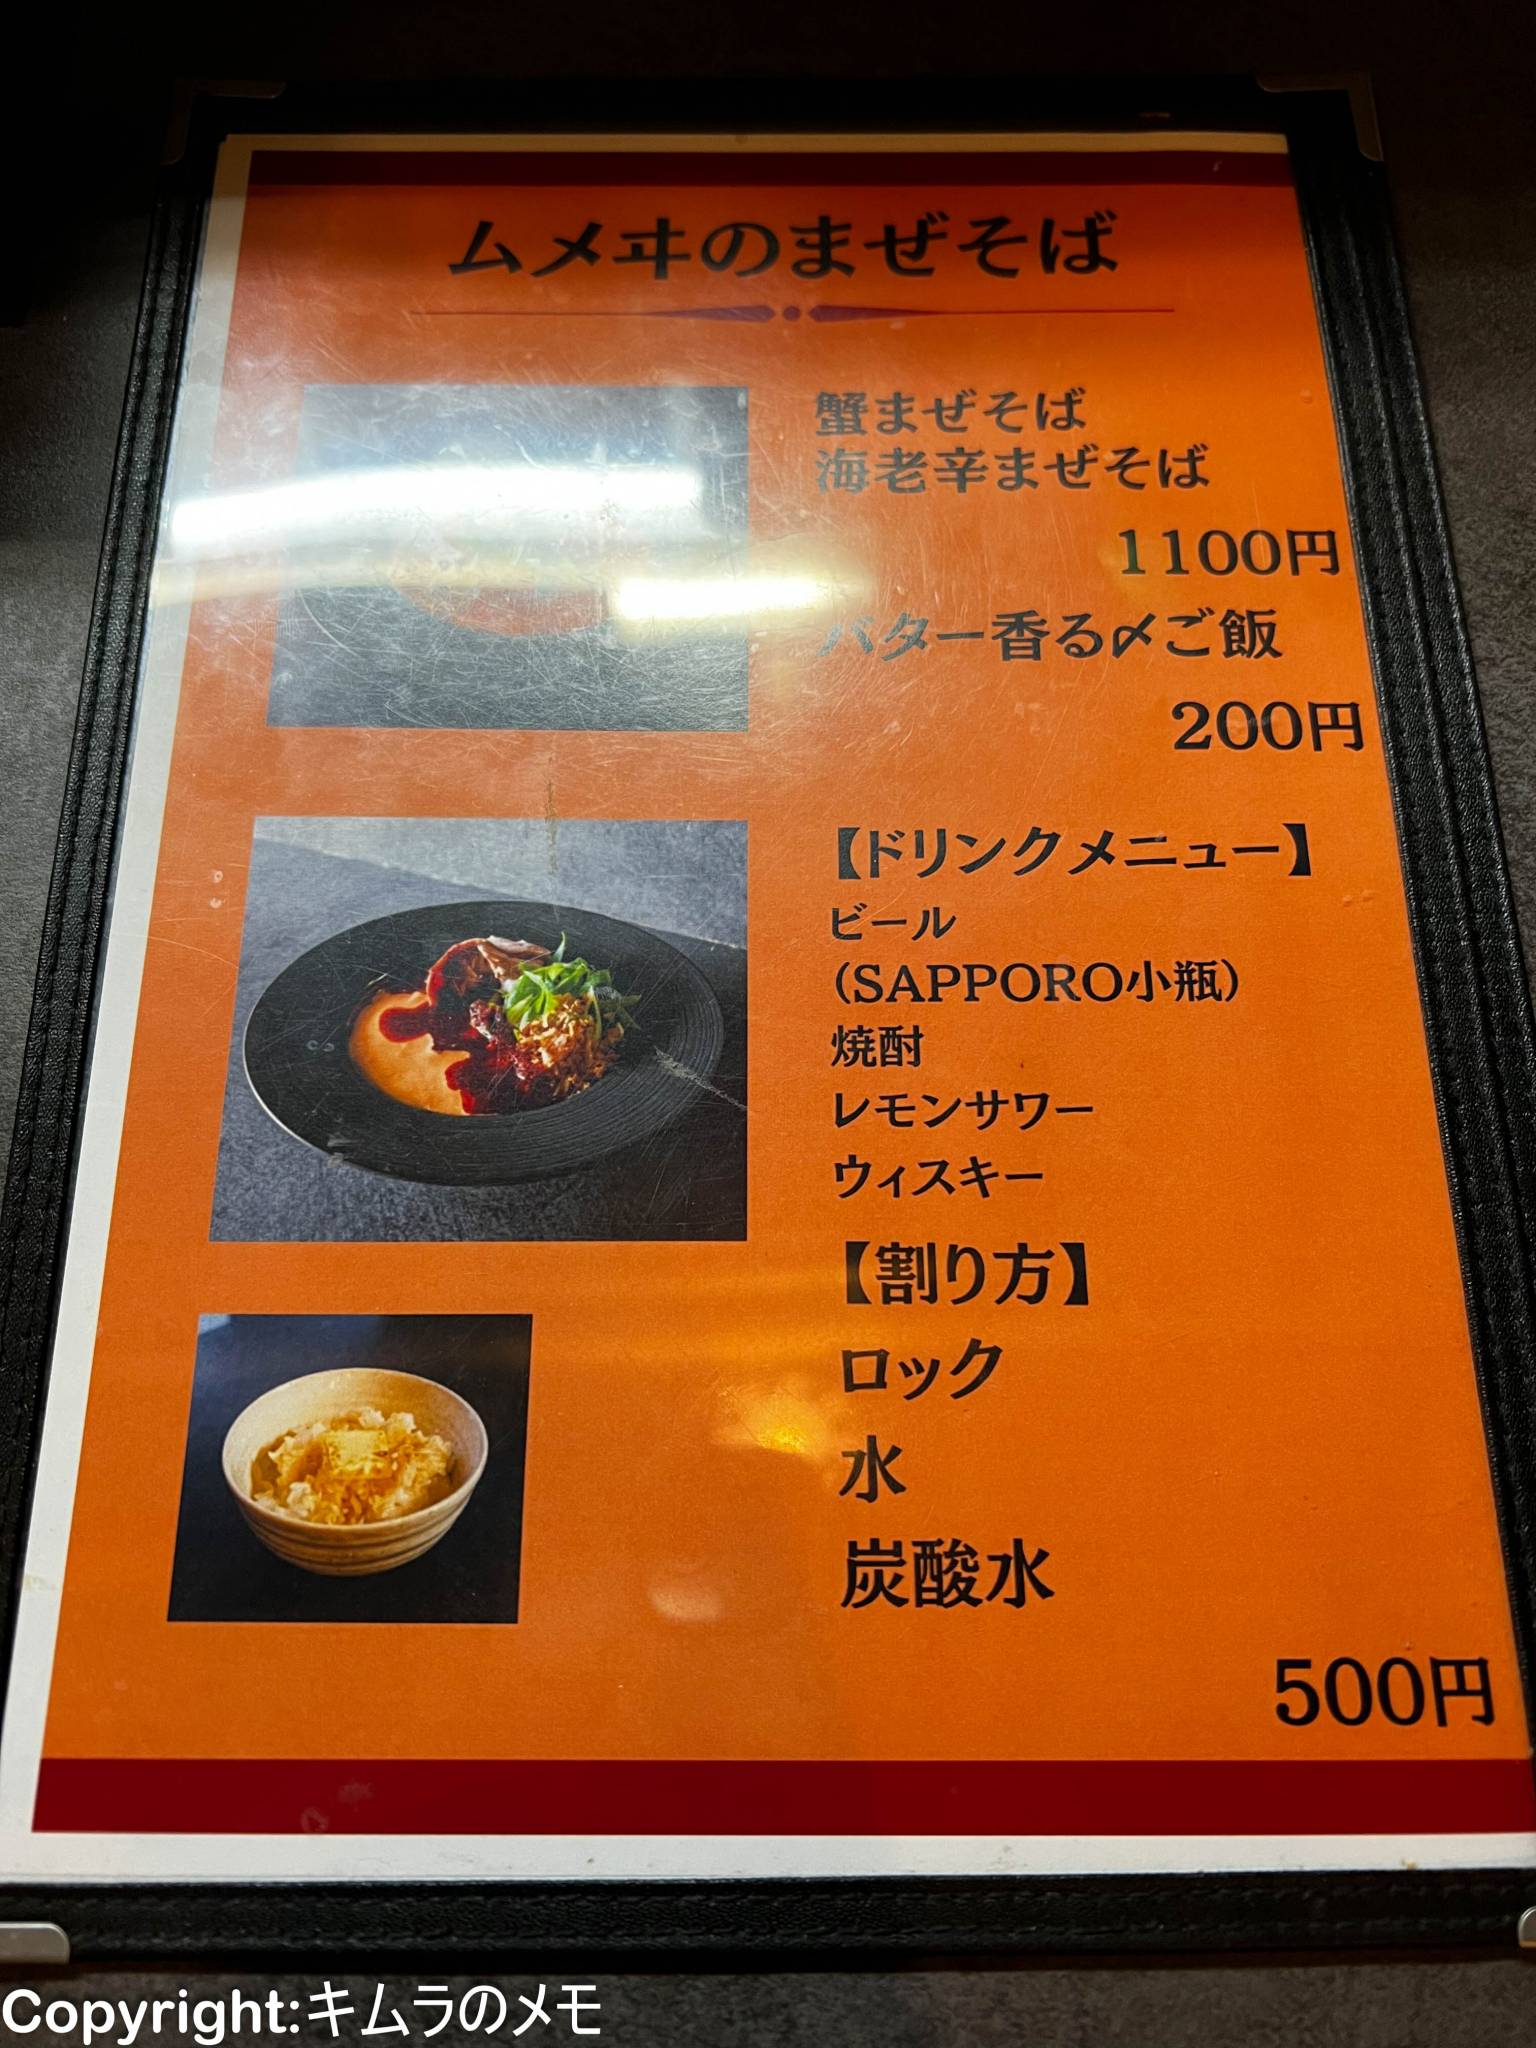 ムメヰのまぜそば
蟹まぜそば
海老辛まぜそば
1100円
バター香る〆ご飯
200円
【ドリンクメニュー】
ビール
（SAPPORO小瓶）
焼酎
レモンサワー
ウィスキー
【割り方】
ロック
水
炭酸水
500円
Copyright:キムラのメモ